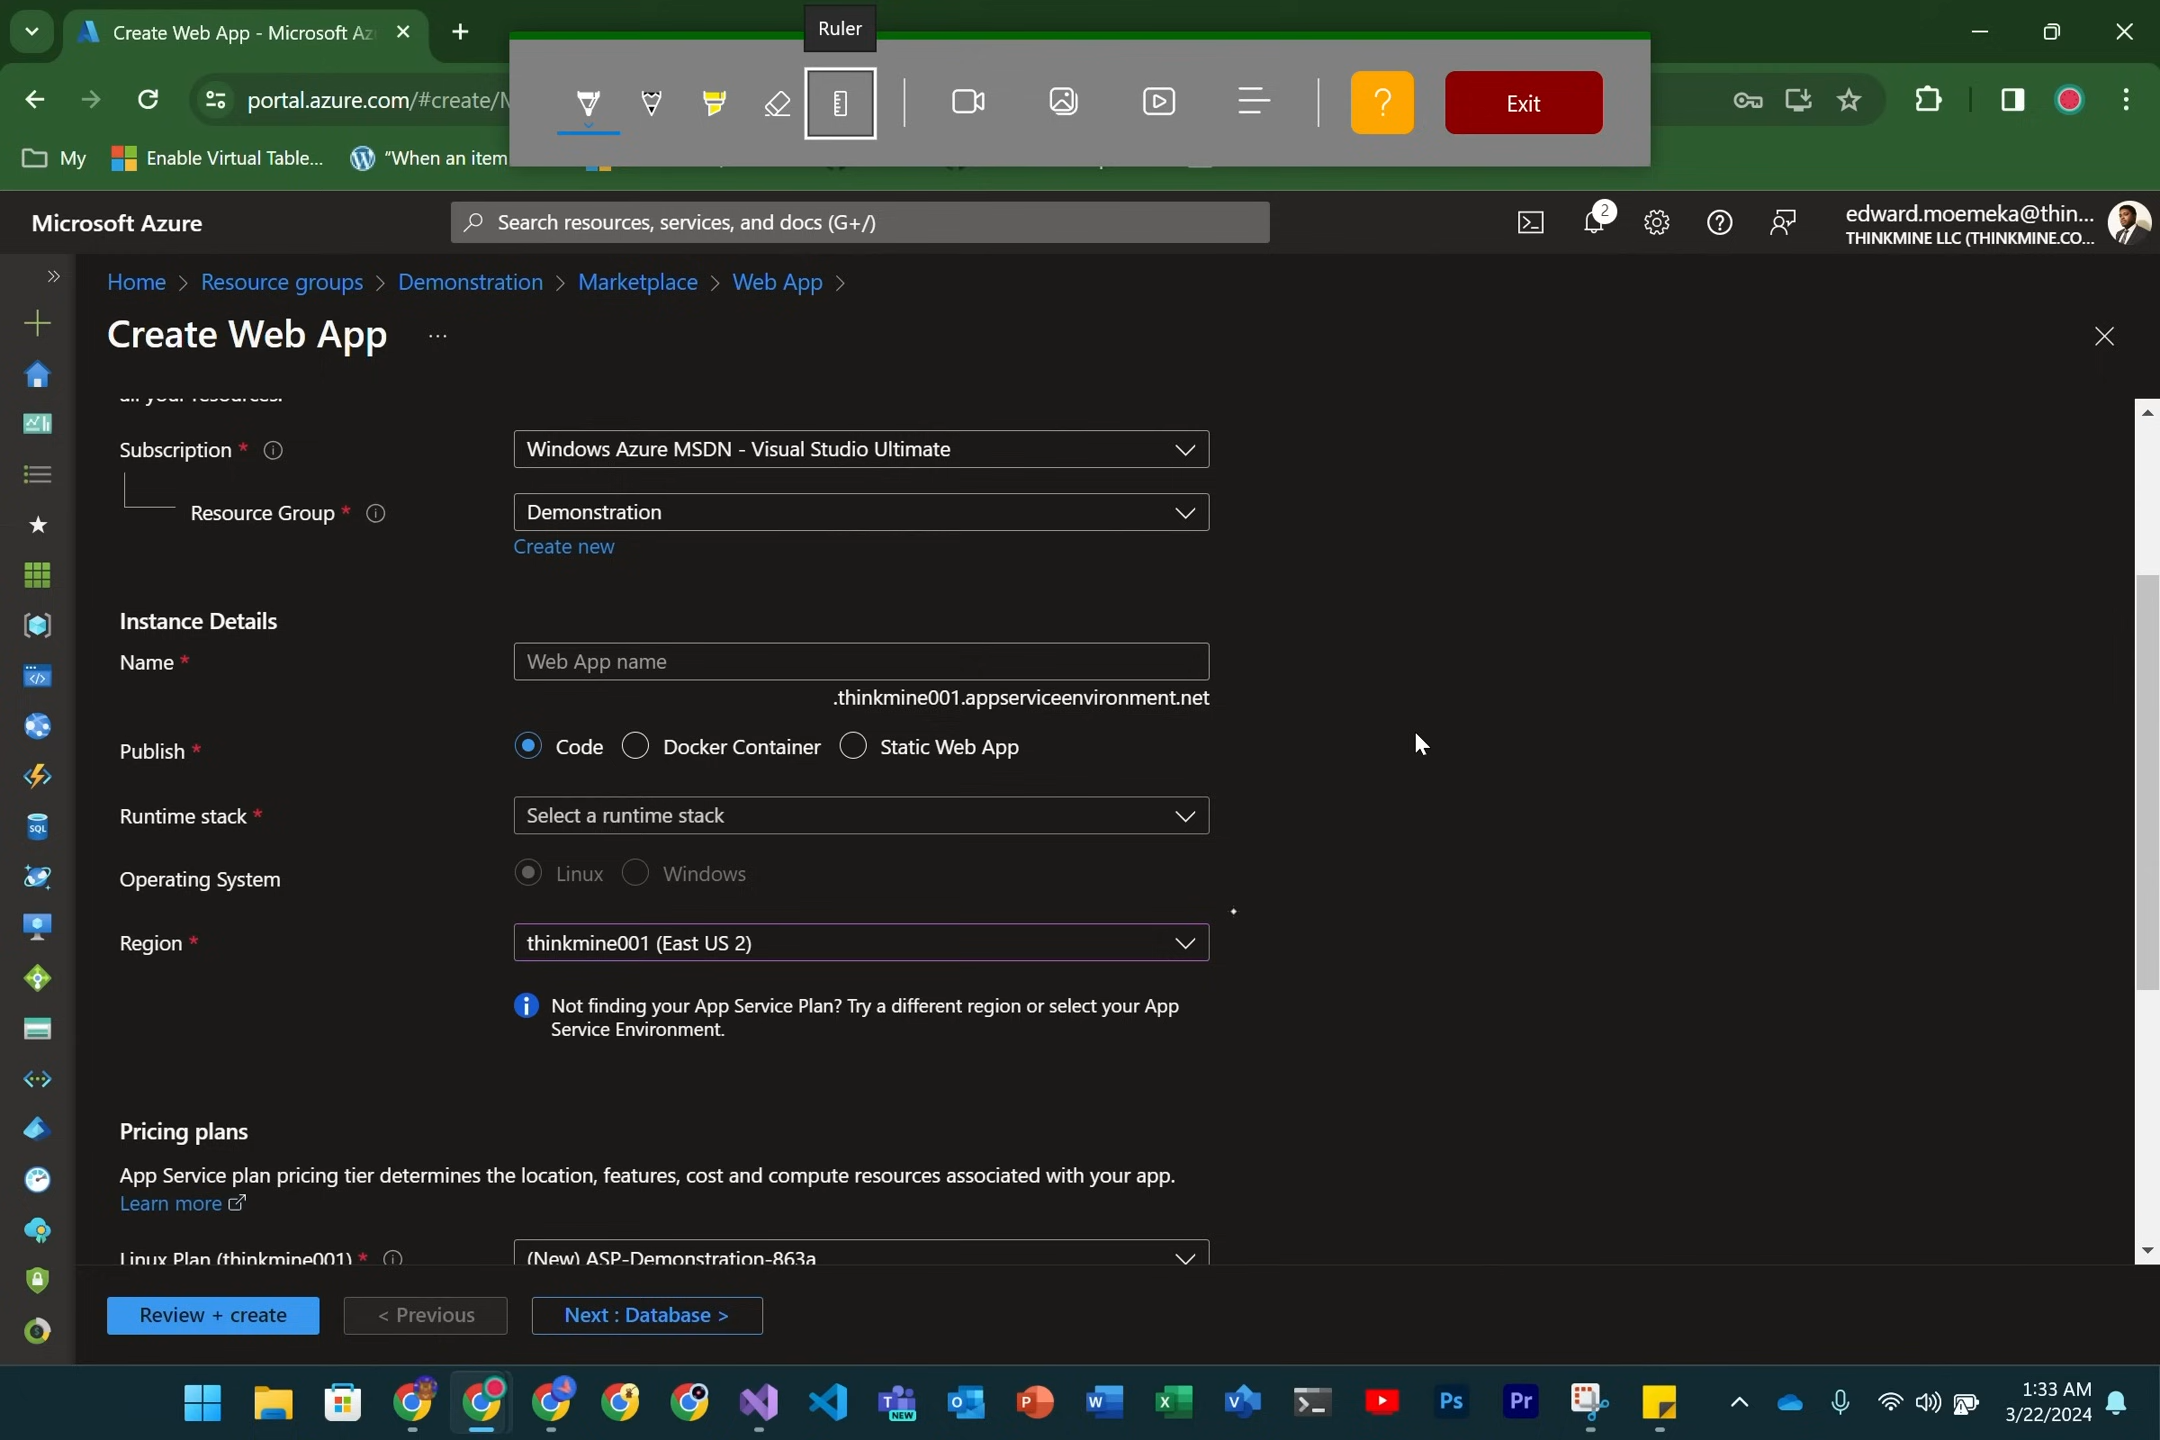 Ruler
Create Web App - Microsoft Az
portal.azure.com/#create/M
? Exit
My
Enable Virtual Table...
"When an item
Microsoft Azure
Search resources, services, and docs (G+/)
2
edward.moemeka@thin...
THINKMINE LLC (THINKMINE.CO...
Home > Resource groups > Demonstration > Marketplace > Web App >
Create Web App ...
all your resources.
Subscription *
Windows Azure MSDN - Visual Studio Ultimate
Resource Group *
Demonstration
Create new
Instance Details
Name *
Web App name
.thinkmine001.appserviceenvironment.net
Publish *
Code Docker Container Static Web App
Runtime stack *
Select a runtime stack
Operating System
Linux Windows
Region *
thinkmine001 (East US 2)
Not finding your App Service Plan? Try a different region or select your App
Service Environment.
Pricing plans
App Service plan pricing tier determines the location, features, cost and compute resources associated with your app.
Learn more
Linux Plan (thinkmine001) *
(New) ASP-Demonstration-863a
Review + create
< Previous
Next : Database >
SQL
NEW
Ps
Pr
1:33 AM
3/22/2024